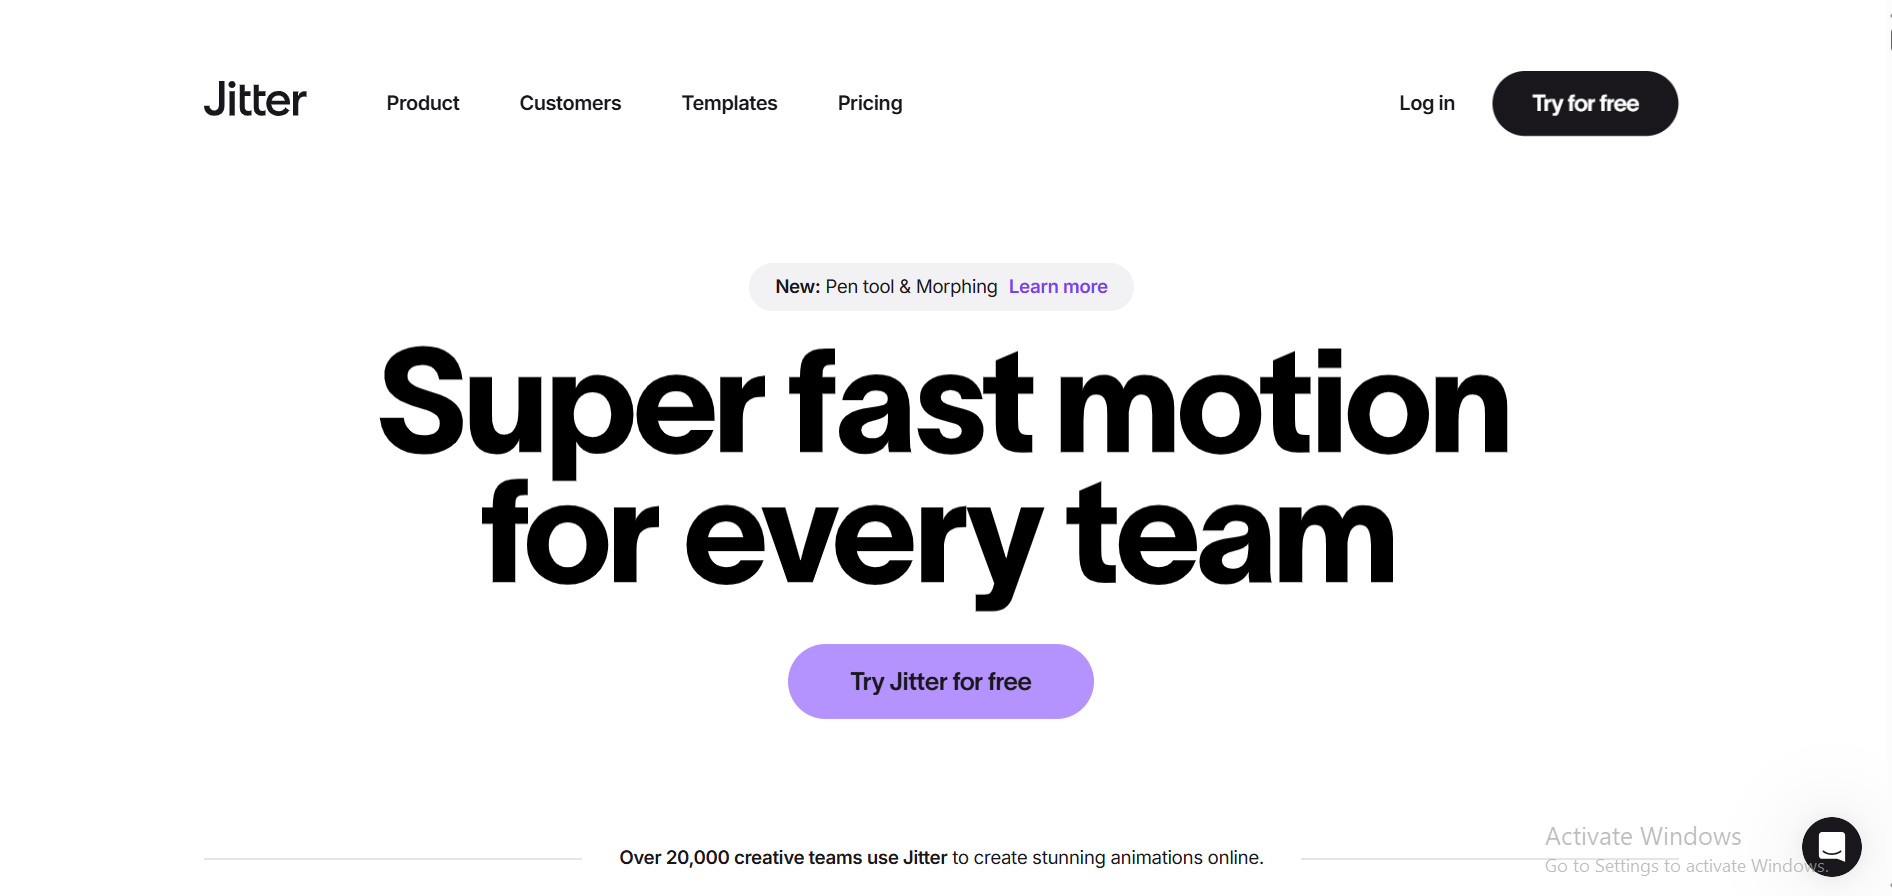 Jitter
Product
Customers
Templates
Pricing
Log in
Try for free
New: Pen tool & Morphing Learn more
Super fast motion
for every team
Try Jitter for free
Over 20,000 creative teams use Jitter to create stunning animations online.
Activate Windows
Go to Settings to activate Windows.